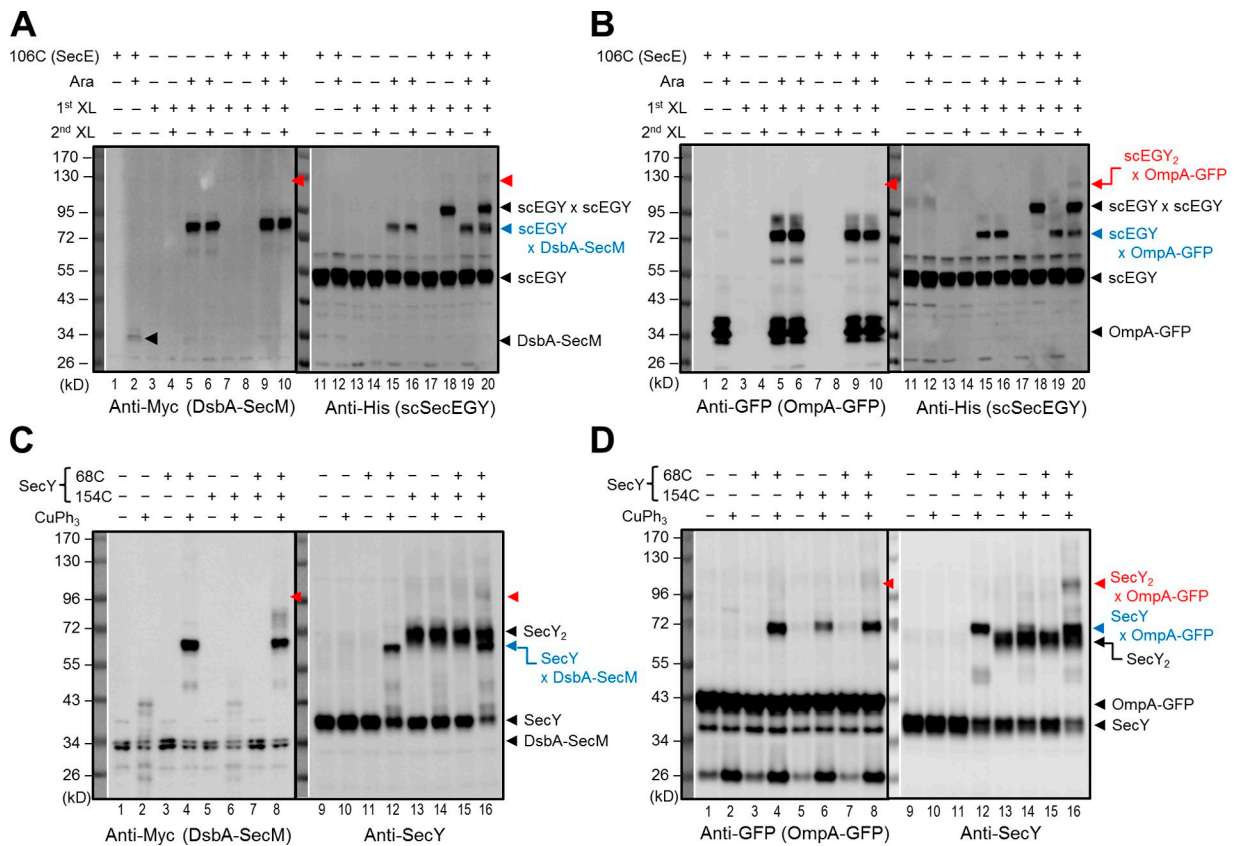 A
106C (SecE) + + – – – – + + + + + + – – – – + + + +
Ara – + – – + + – – + + – + – – + + – – + +
1st XL – – + + + + + + + + – – + + + + + + + +
2nd XL – – – + – + – + – + – – – + – + – + – +
170
130
95
72
55
43
34
26
(kD)
scEGY x scEGY
scEGY
x DsbA-SecM
scEGY
DsbA-SecM
1 2 3 4 5 6 7 8 9 10 11 12 13 14 15 16 17 18 19 20
Anti-Myc (DsbA-SecM) Anti-His (scSecEGY)
B
106C (SecE) + + – – – – + + + + + + – – – – + + + +
Ara – + – – + + – – + + – + – – + + – – + +
1st XL – – + + + + + + + + – – + + + + + + + +
2nd XL – – – + – + – + – + – – – + – + – + – +
170
130
95
72
55
43
34
26
(kD)
scEGY2
x OmpA-GFP
scEGY x scEGY
scEGY
x OmpA-GFP
scEGY
OmpA-GFP
1 2 3 4 5 6 7 8 9 10 11 12 13 14 15 16 17 18 19 20
Anti-GFP (OmpA-GFP) Anti-His (scSecEGY)
C
SecY
68C – – + + – – + + – – + + – – + +
154C – – – – + + + + – – – – + + + +
CuPh3 – + – + – + – + – + – + – + – +
170
130
96
72
55
43
34
26
(kD)
SecY2
SecY
x DsbA-SecM
SecY
DsbA-SecM
1 2 3 4 5 6 7 8 9 10 11 12 13 14 15 16
Anti-Myc (DsbA-SecM) Anti-SecY
D
SecY
68C – – + + – – + + – – + + – – + +
154C – – – – + + + + – – – – + + + +
CuPh3 – + – + – + – + – + – + – + – +
170
130
96
72
55
43
34
26
(kD)
SecY2
x OmpA-GFP
SecY
x OmpA-GFP
SecY2
OmpA-GFP
SecY
1 2 3 4 5 6 7 8 9 10 11 12 13 14 15 16
Anti-GFP (OmpA-GFP) Anti-SecY